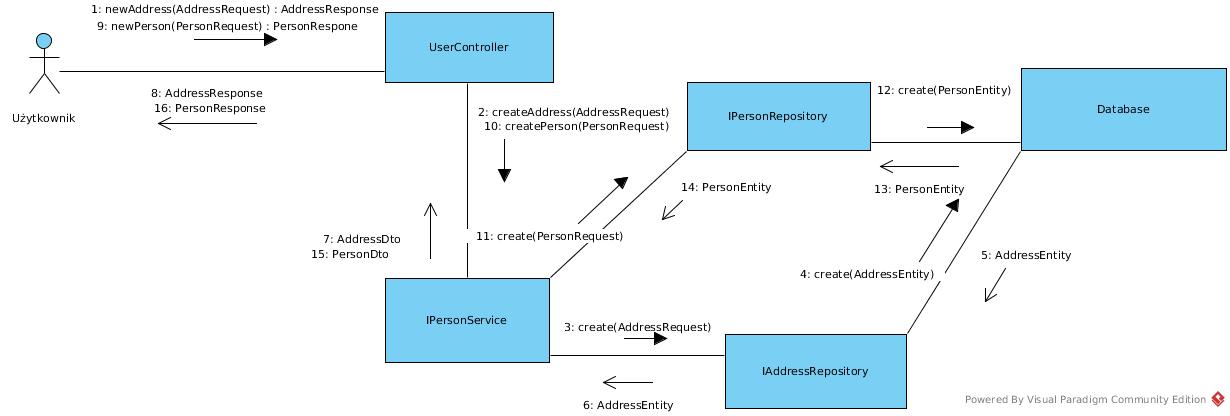 1: newAddress(AddressRequest) : AddressResponse
9: newPerson(PersonRequest) : PersonRespone
UserController
Użytkownik
8: AddressResponse
16: PersonResponse
2: createAddress(AddressRequest)
10: createPerson(PersonRequest)
IPersonRepository
12: create(PersonEntity)
Database
13: PersonEntity
14: PersonEntity
11: create(PersonRequest)
7: AddressDto
15: PersonDto
4: create(AddressEntity)
5: AddressEntity
IPersonService
3: create(AddressRequest)
IAddressRepository
6: AddressEntity
Powered By Visual Paradigm Community Edition